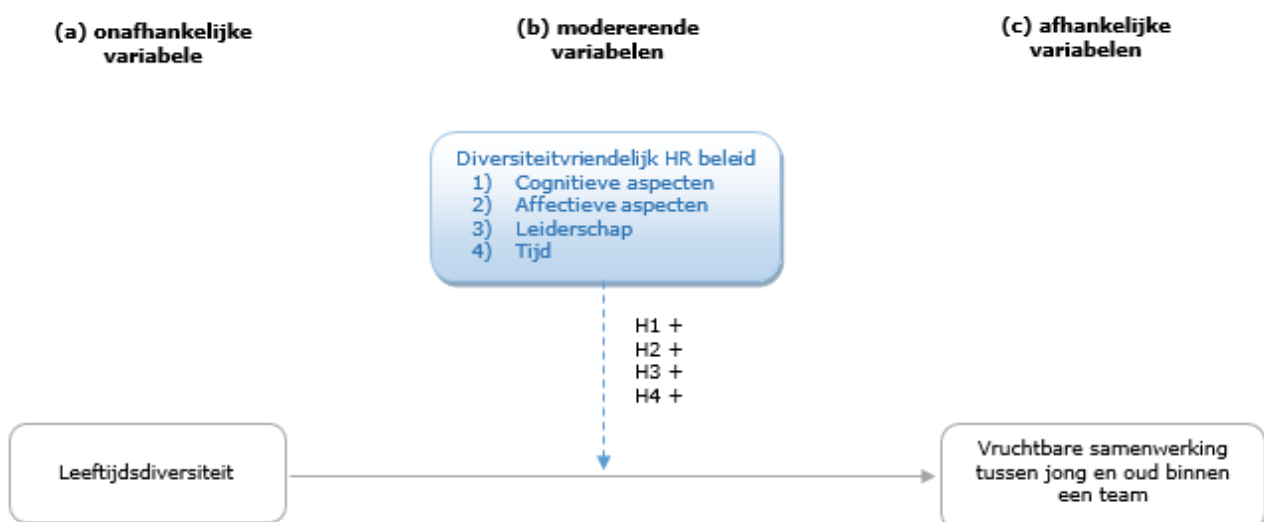 (a) onafhankelijke
variabele
(b) modererende
variabelen
(c) afhankelijke
variabelen
Diversiteitvriendelijk HR beleid
1) Cognitieve aspecten
2) Affectieve aspecten
3) Leiderschap
4) Tijd
H1 +
H2 +
H3 +
H4 +
Leeftijdsdiversiteit
Vruchtbare samenwerking
tussen jong en oud binnen
een team